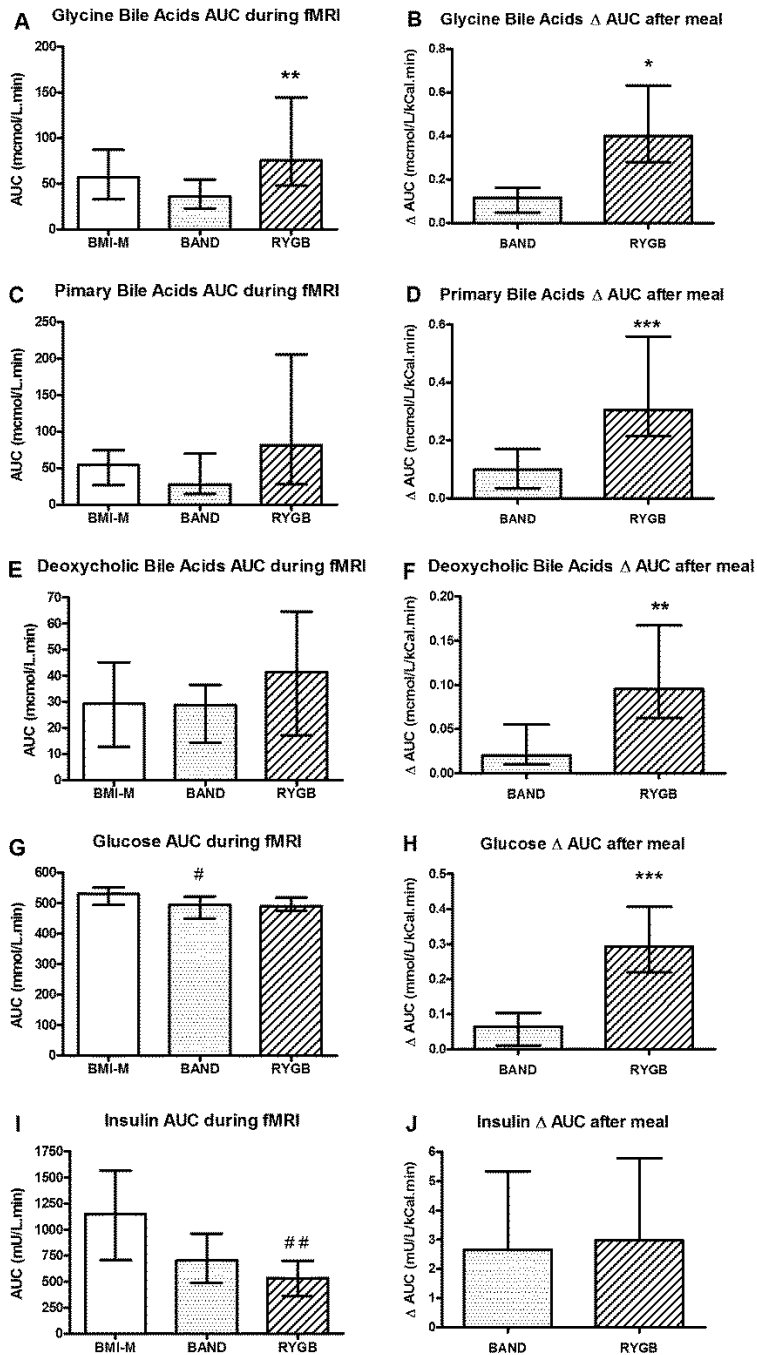 A Glycine Bile Acids AUC during fMRI
AUC (mcmol/L.min)
200
150
100
50
0
**
BMI-M BAND RYGB
B Glycine Bile Acids Δ AUC after meal
Δ AUC (mcmol/L/kCal.min)
0.8
0.6
0.4
0.2
0.0
*
BAND RYGB
C Pimary Bile Acids AUC during fMRI
AUC (mcmol/L.min)
250
200
150
100
50
0
BMI-M BAND RYGB
D Primary Bile Acids Δ AUC after meal
Δ AUC (mcmol/L/kCal.min)
0.6
0.4
0.2
0.0
***
BAND RYGB
E Deoxycholic Bile Acids AUC during fMRI
AUC (mcmol/L.min)
70
60
50
40
30
20
10
0
BMI-M BAND RYGB
F Deoxycholic Bile Acids Δ AUC after meal
Δ AUC (mcmol/L/kCal.min)
0.20
0.15
0.10
0.05
0.00
**
BAND RYGB
G Glucose AUC during fMRI
AUC (mmol/L.min)
600
500
400
300
200
100
0
#
BMI-M BAND RYGB
H Glucose Δ AUC after meal
Δ AUC (mmol/L/kCal.min)
0.5
0.4
0.3
0.2
0.1
0.0
***
BAND RYGB
I Insulin AUC during fMRI
AUC (mU/L.min)
1750
1500
1250
1000
750
500
250
0
##
BMI-M BAND RYGB
J Insulin Δ AUC after meal
Δ AUC (mU/L/kCal.min)
6
5
4
3
2
1
0
BAND RYGB